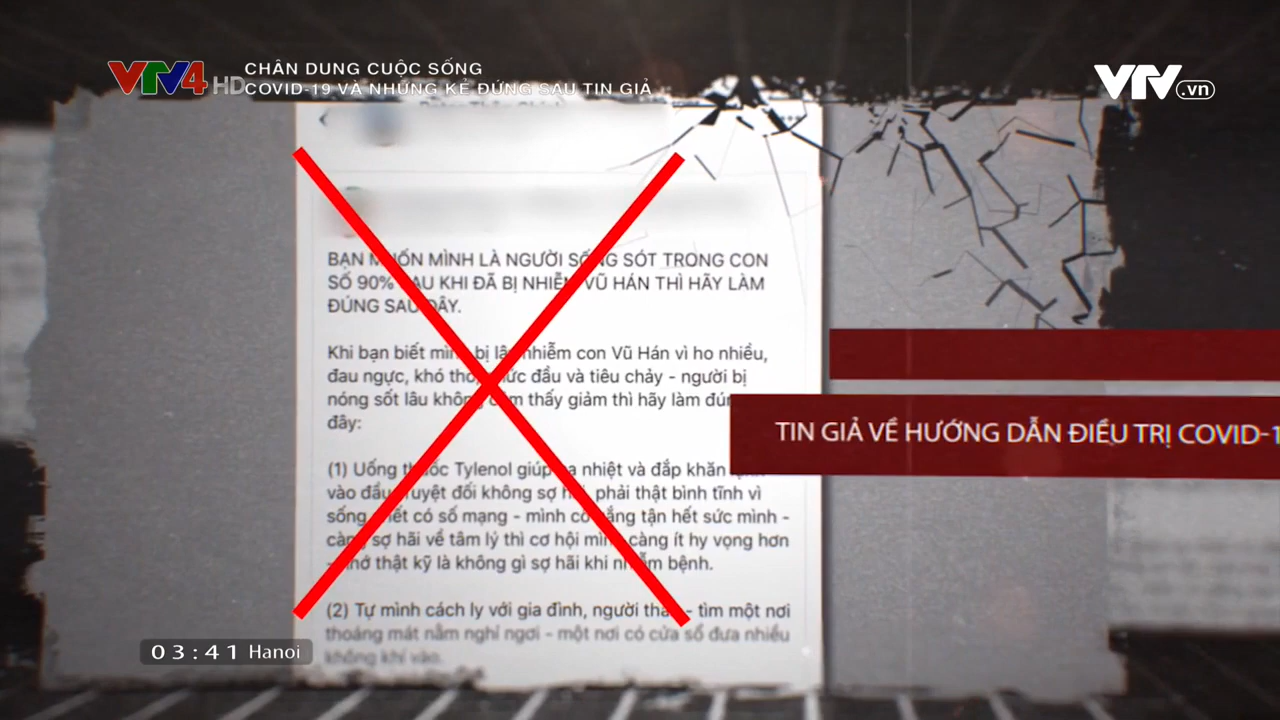 VTV4 HD
CHÂN DUNG CUỘC SỐNG
COVID-19 VÀ NHỮNG KẺ ĐỨNG SAU TIN GIẢ
VTV.vn
BẠN MUỐN MÌNH LÀ NGƯỜI SỐNG SÓT TRONG CON
SỐ 90% SAU KHI ĐÃ BỊ NHIỄM VŨ HÁN THÌ HÃY LÀM
ĐÚNG SAU ĐÂY.
Khi bạn biết mình bị lây nhiễm con Vũ Hán vì ho nhiều,
đau ngực, khó thở, nhức đầu và tiêu chảy - người bị
nóng sốt lâu không cảm thấy giảm thì hãy làm
đây:
TIN GIẢ VỀ HƯỚNG DẪN ĐIỀU TRỊ COVID-1
(1) Uống thuốc Tylenol giúp hạ nhiệt và đắp khăn
vào đầu, tuyệt đối không sợ hãi, phải thật bình tĩnh vì
sống chết có số mạng - mình cố gắng tận hết sức mình -
càng sợ hãi về tâm lý thì cơ hội mình càng ít hy vọng hơn
- nhớ thật kỹ là không gì sợ hãi khi nhiễm bệnh.
(2) Tự mình cách ly với gia đình, người thân - tìm một nơi
thoáng mát nằm nghỉ ngơi - một nơi có cửa sổ đưa nhiều
không khí vào.
03:41 Hanoi